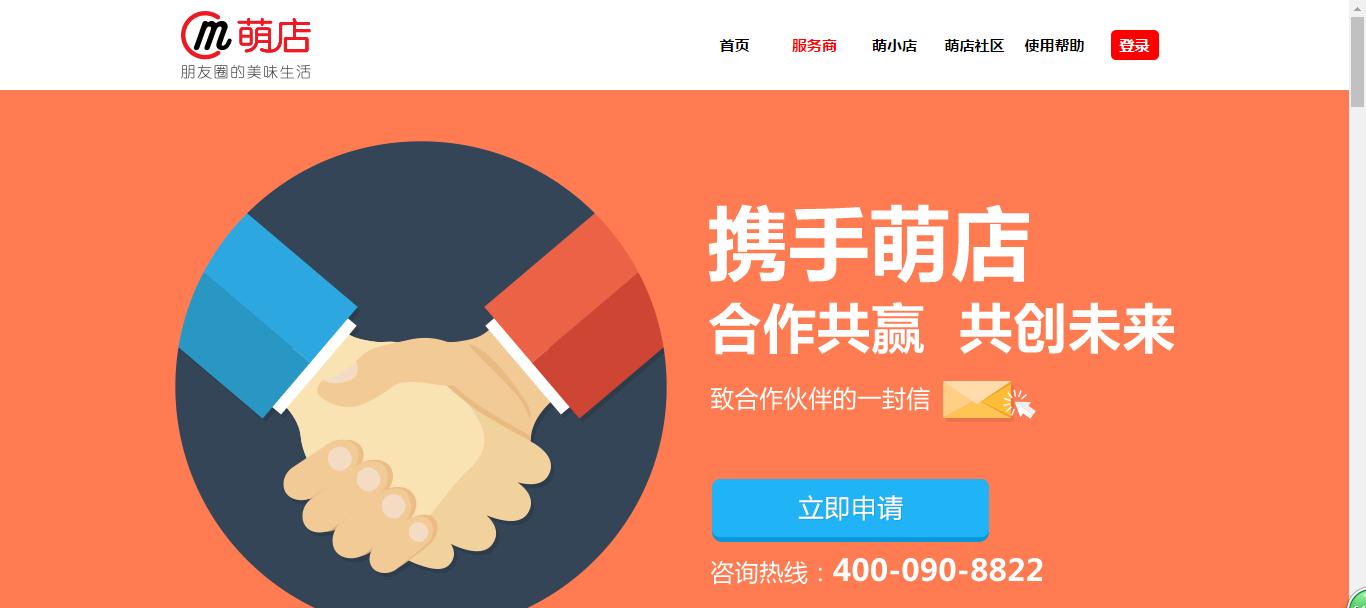 m 萌店
朋友圈的美味生活
首页 服务商 萌小店 萌店社区 使用帮助 登录
携手萌店
合作共赢 共创未来
致合作伙伴的一封信
立即申请
咨询热线：400-090-8822